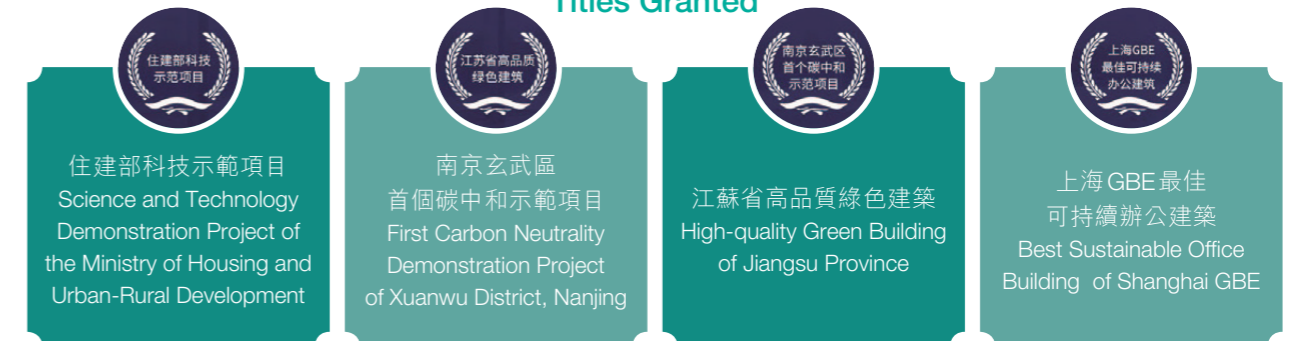 Titles Granted
住建部科技
示范项目
住建部科技示範項目
Science and Technology
Demonstration Project of
the Ministry of Housing and
Urban-Rural Development
江苏省高品质
绿色建筑
南京玄武區
首個碳中和示範項目
First Carbon Neutrality
Demonstration Project
of Xuanwu District, Nanjing
南京玄武区
首个碳中和
示范项目
江蘇省高品質綠色建築
High-quality Green Building
of Jiangsu Province
上海GBE
最佳可持续
办公建筑
上海GBE最佳
可持續辦公建築
Best Sustainable Office
Building of Shanghai GBE